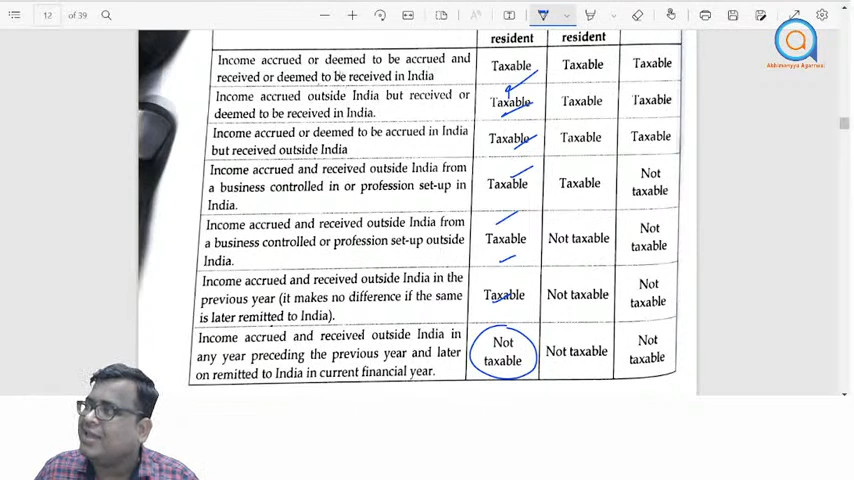 12 of 39
Abhimanyyu Agarrwal
resident resident
Income accrued or deemed to be accrued and
received or deemed to be received in India
Taxable Taxable Taxable
Income accrued outside India but received or
deemed to be received in India.
Taxable Taxable Taxable
Income accrued or deemed to be accrued in India
but received outside India
Taxable Taxable Taxable
Income accrued and received outside India from
a business controlled in or profession set-up in
India.
Taxable Taxable Not
taxable
Income accrued and received outside India from
a business controlled or profession set-up outside
India.
Taxable Not taxable Not
taxable
Income accrued and received outside India in the
previous year (it makes no difference if the same
is later remitted to India).
Taxable Not taxable Not
taxable
Income accrued and received outside India in
any year preceding the previous year and later
on remitted to India in current financial year.
Not
taxable Not taxable Not
taxable